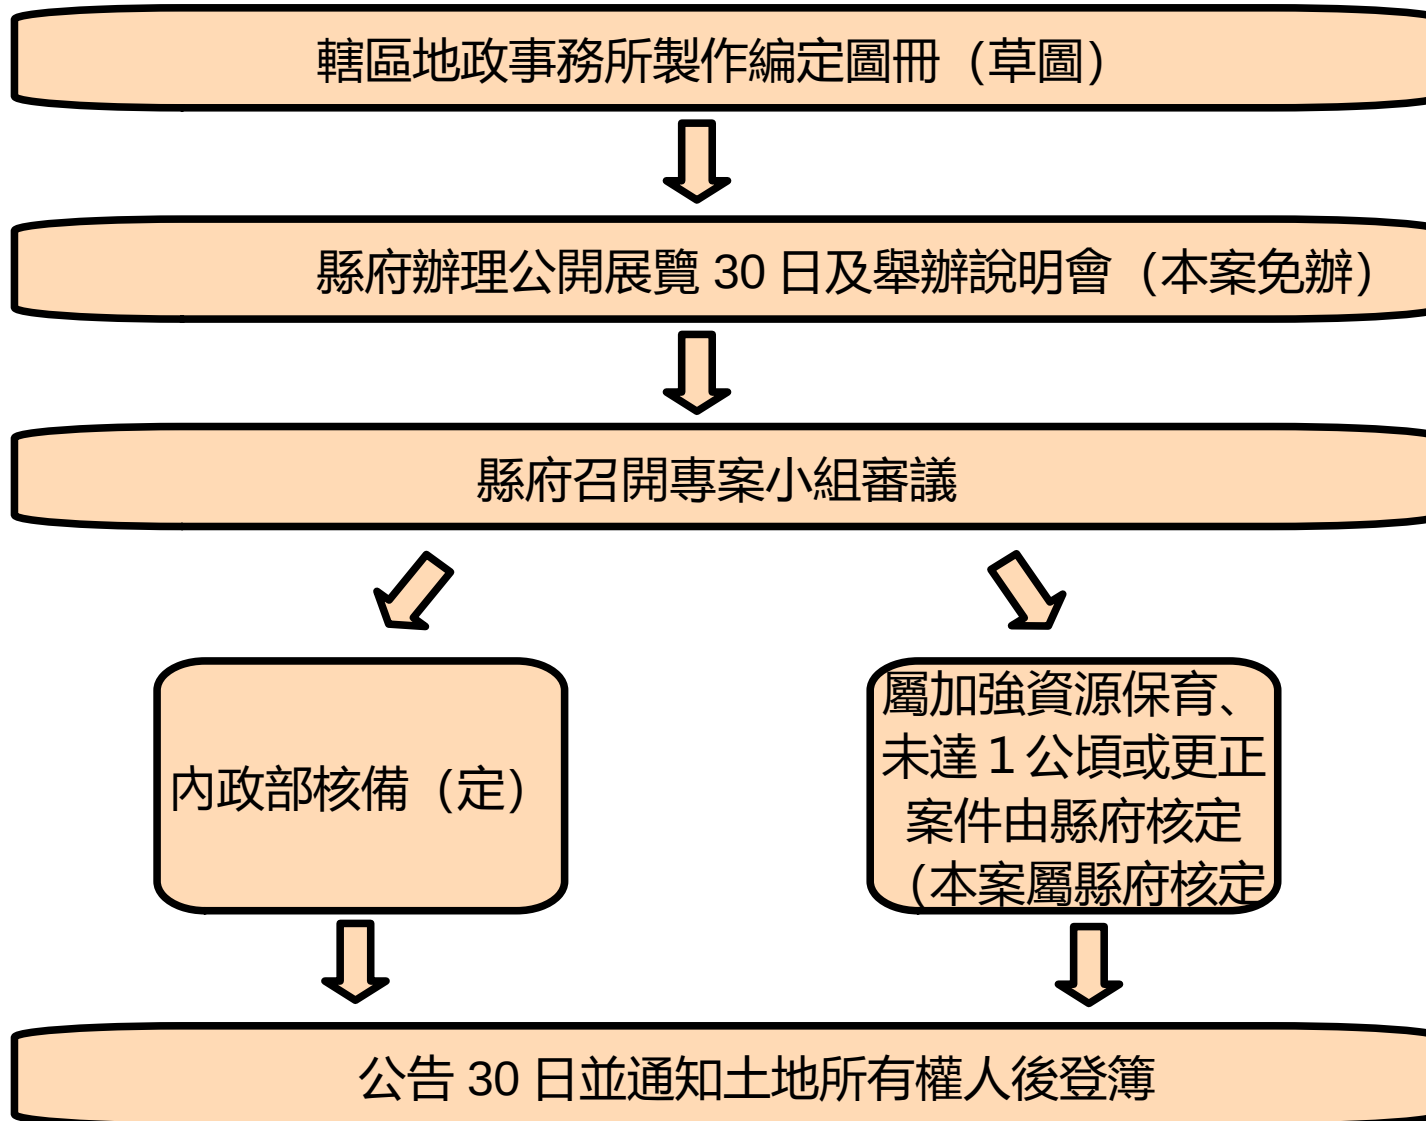 轄區地政事務所製作編定圖冊（草圖）
縣府辦理公開展覽 30 日及舉辦說明會（本案免辦）
縣府召開專案小組審議
內政部核備（定）
屬加強資源保育、
未達 1 公頃或更正
案件由縣府核定
（本案屬縣府核定
公告 30 日並通知土地所有權人後登簿